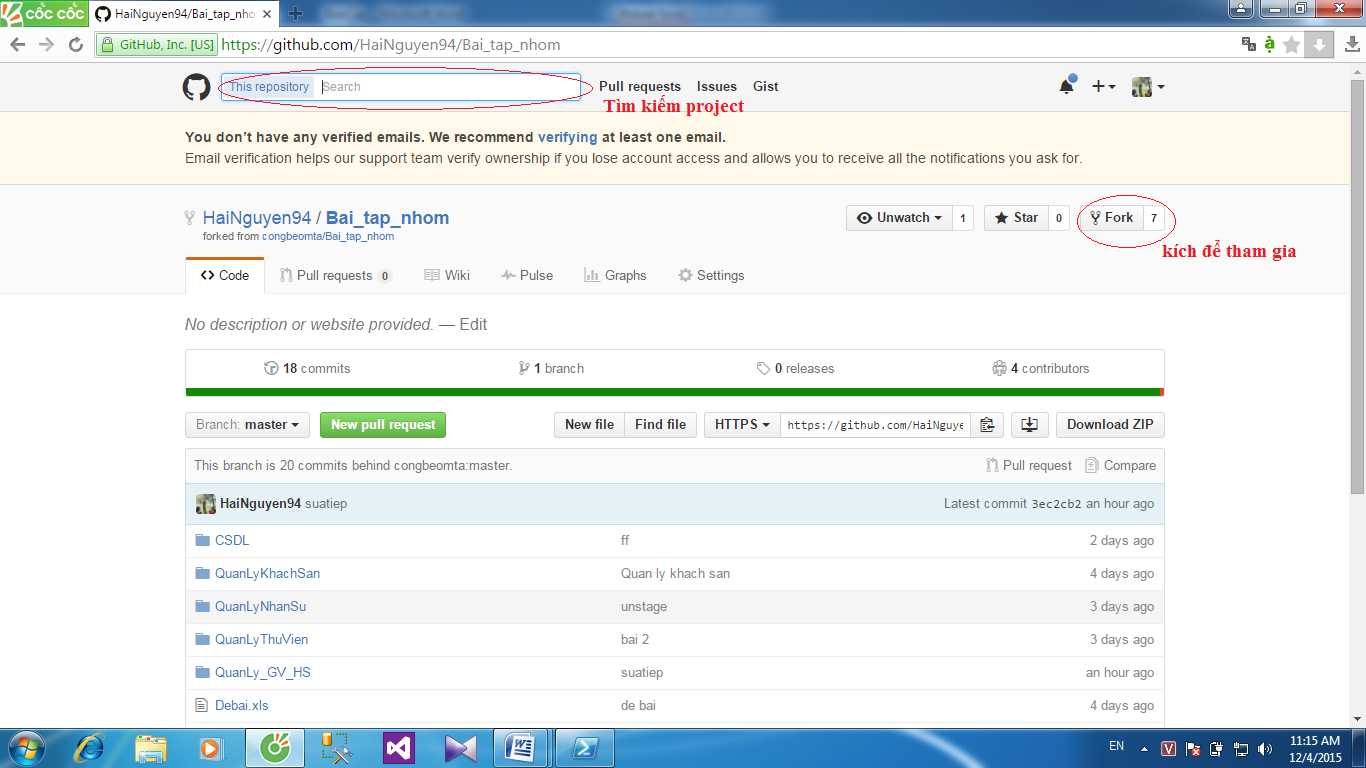 cốc cốc
HaiNguyen94/Bai_tap_nho
GitHub, Inc. [US] https://github.com/HaiNguyen94/Bai_tap_nhom
This repository Search Pull requests Issues Gist
Tìm kiếm project
You don’t have any verified emails. We recommend verifying at least one email.
Email verification helps our support team verify ownership if you lose account access and allows you to receive all the notifications you ask for.
HaiNguyen94 / Bai_tap_nhom Unwatch 1 Star 0 Fork 7
forked from congbeomta/Bai_tap_nhom
kích để tham gia
Code Pull requests 0 Wiki Pulse Graphs Settings
No description or website provided. — Edit
18 commits 1 branch 0 releases 4 contributors
Branch: master New pull request New file Find file HTTPS https://github.com/HaiNguye Download ZIP
This branch is 20 commits behind congbeomta:master. Pull request Compare
HaiNguyen94 suatiep Latest commit 3ec2cb2 an hour ago
CSDL ff 2 days ago
QuanLyKhachSan Quan ly khach san 4 days ago
QuanLyNhanSu unstage 3 days ago
QuanLyThuVien bai 2 3 days ago
QuanLy_GV_HS suatiep an hour ago
Debai.xls de bai 4 days ago
EN 11:15 AM
12/4/2015